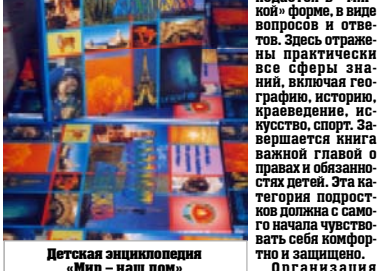 кой» форме, в виде
вопросов и отве-
тов. Здесь отраже-
ны практически
все сферы зна-
ний, включая гео-
графию, историю,
краеведение, ис-
кусство, спорт. За-
вершается книга
важной главой о
правах и обязанно-
стях детей. Эта ка-
тегория подрост-
ков должна с само-
го начала чувство-
вать себя комфор-
тно и защищено.
Организация
Детская энциклопедия
«Мир – наш дом»